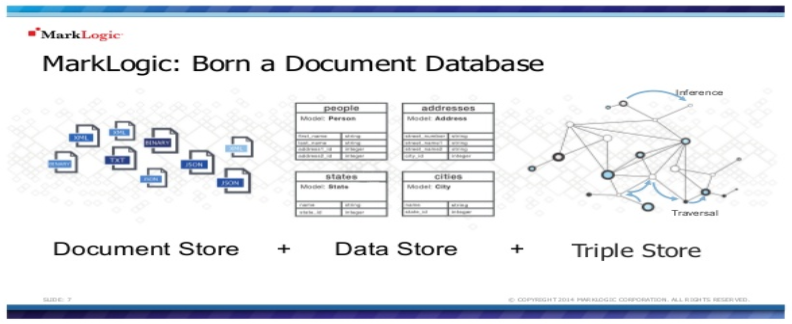 MarkLogic
MarkLogic: Born a Document Database
Inference
XML
XML
BINARY
XML
BINARY
TXT
JSON
JSON
JSON
people
Model: Person
first_name string
last_name string
address1_id integer
address2_id integer
addresses
Model: Address
street_number string
street_name1 string
street_name2 string
city_id integer
states
Model: State
name string
state_id integer
cities
Model: City
name string
state_id integer
Traversal
Document Store + Data Store + Triple Store
SLIDE: 7
© COPYRIGHT 2014 MARKLOGIC CORPORATION. ALL RIGHTS RESERVED.